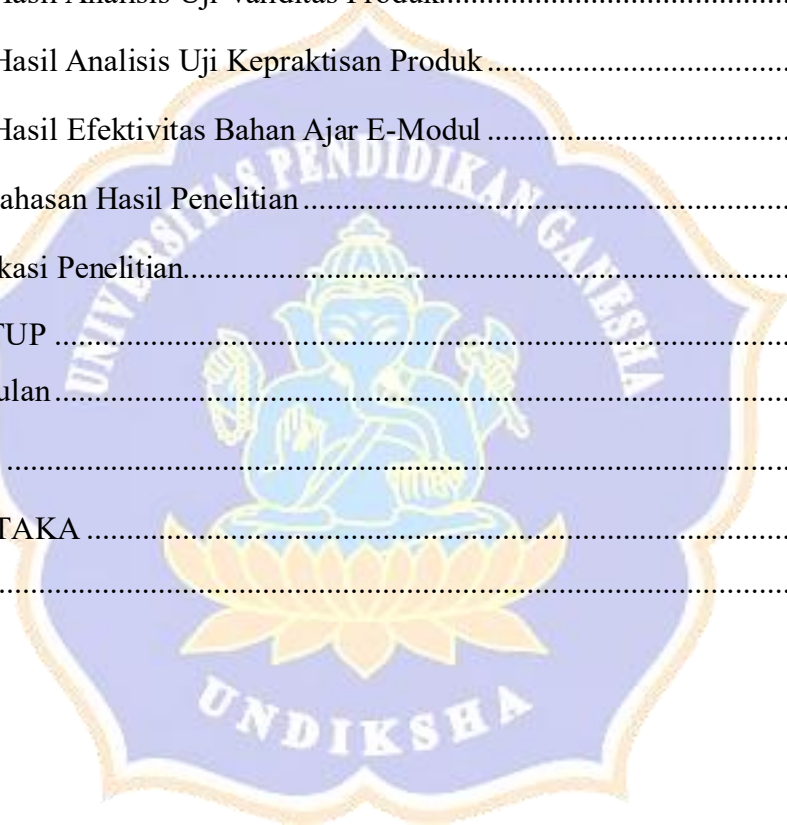 Hasil Analisis Uji Validitas Produk..........................................
Hasil Analisis Uji Kepraktisan Produk..........................................
Hasil Efektivitas Bahan Ajar E-Modul..........................................
ahasan Hasil Penelitian..........................................
kasi Penelitian..........................................
TUP..........................................
ulan..........................................
..........................................
TAKA..........................................
..........................................
UNIVERSITAS PENDIDIKAN GANESHA
UNDIKSHA